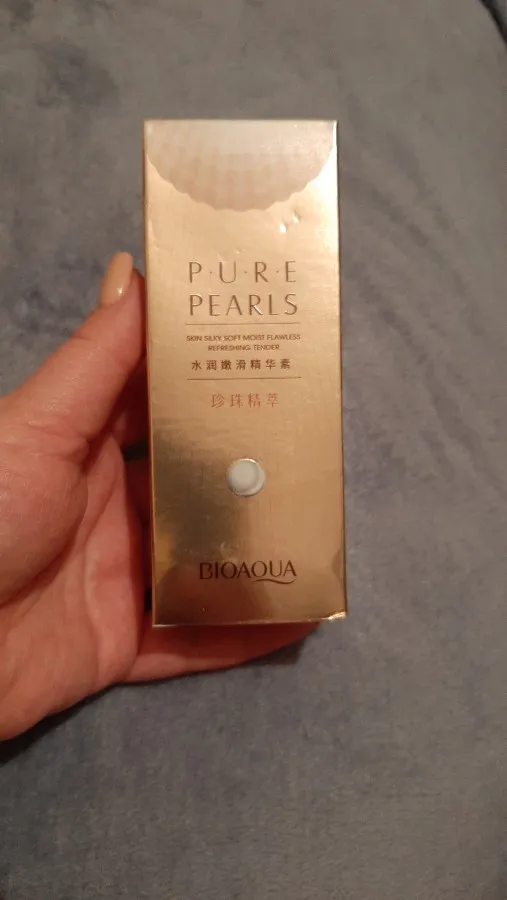 P·U·R·E
PEARLS
SKIN SILKY SOFT MOIST FLAWLESS
REFRESHING TENDER
水润嫩滑精华素
珍珠精萃
BIOAQUA